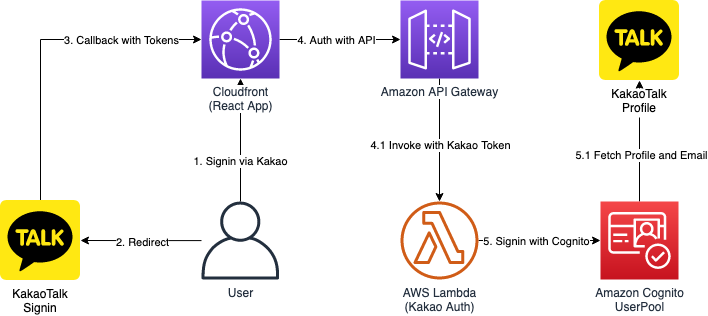 3. Callback with Tokens
4. Auth with API
TALK
Cloudfront
(React App)
Amazon API Gateway
KakaoTalk
Profile
1. Signin via Kakao
4.1 Invoke with Kakao Token
5.1 Fetch Profile and Email
TALK
2. Redirect
5. Signin with Cognito
KakaoTalk
Signin
User
AWS Lambda
(Kakao Auth)
Amazon Cognito
UserPool